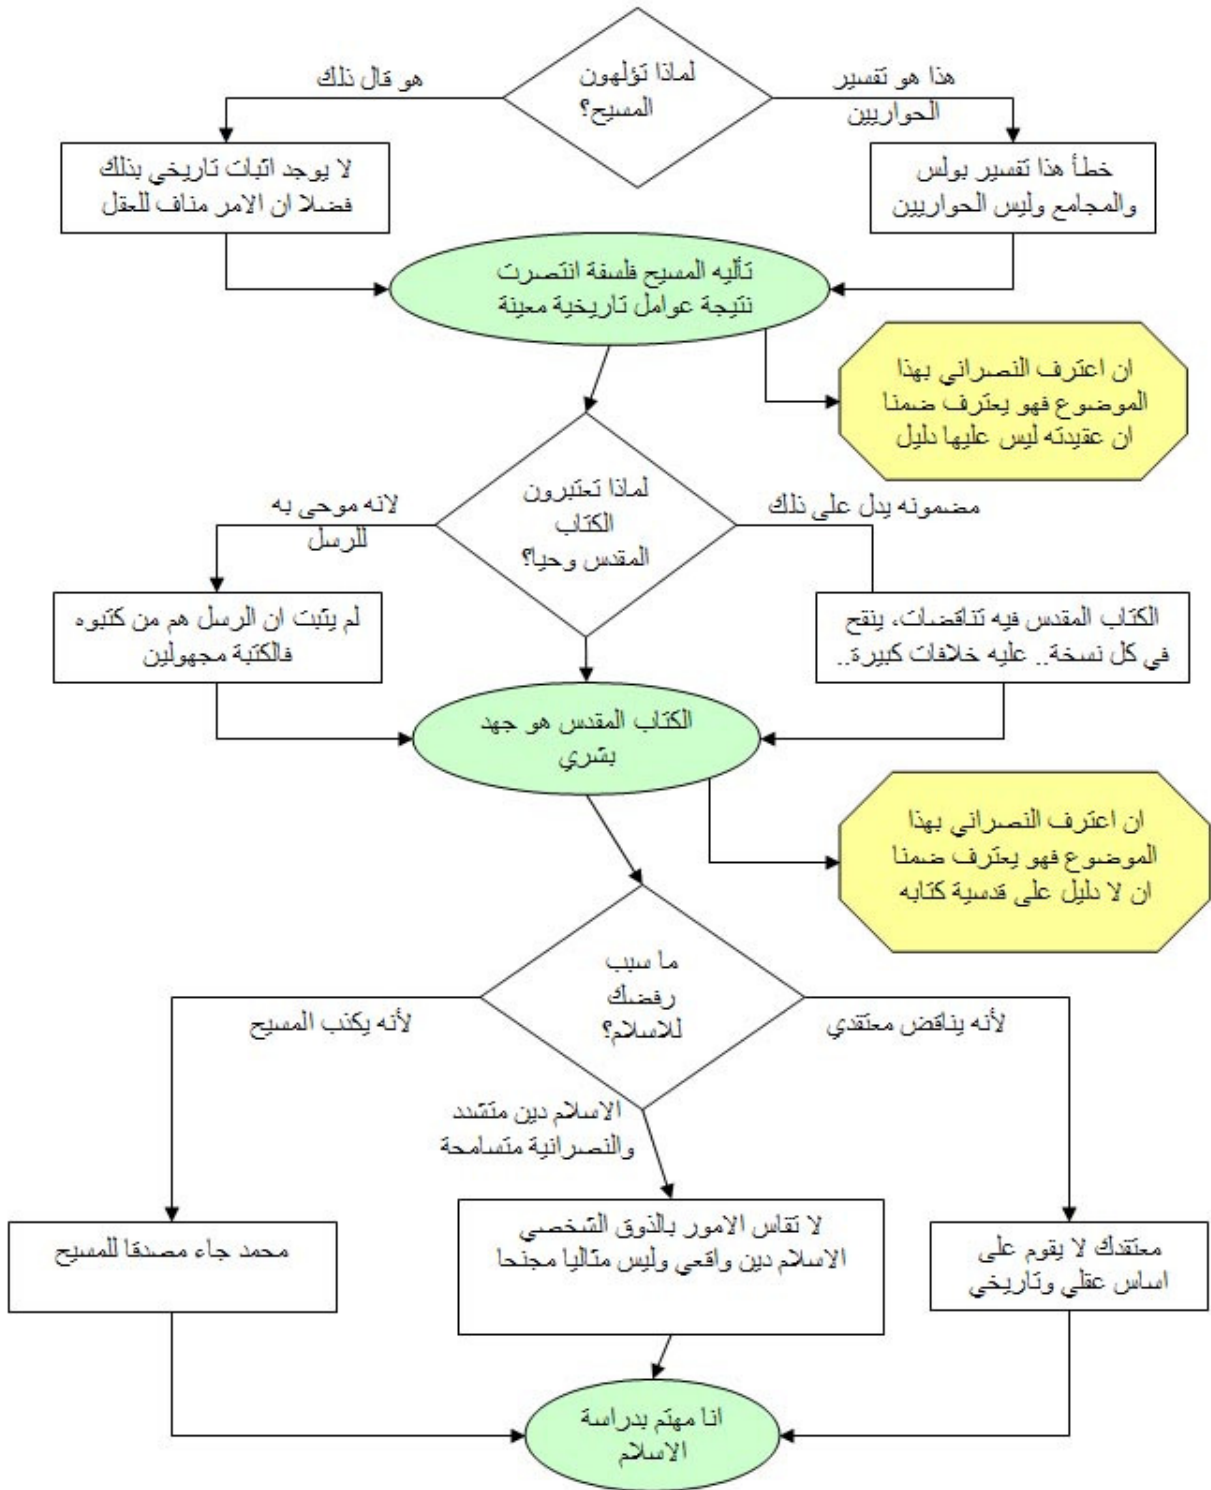 لماذا تؤلهون
المسيح؟
هذا هو تفسير
الحواريين
هو قال ذلك
خطأ هذا تفسير بولس
والمجامع وليس الحواريين
لا يوجد اثبات تاريخي بذلك
فضلا ان الامر مناف للعقل
تأليه المسيح فلسفة انتصرت
نتيجة عوامل تاريخية معينة
ان اعترف النصراني بهذا
الموضوع فهو يعترف ضمنا
ان عقيدته ليس عليها دليل
لماذا تعتبرون
الكتاب
المقدس وحيا؟
مضمونه يدل على ذلك
لانه موحى به
للرسل
الكتاب المقدس فيه تناقضات، ينقح
في كل نسخة.. عليه خلافات كبيرة..
لم يثبت ان الرسل هم من كتبوه
فالكتبة مجهولين
الكتاب المقدس هو جهد
بشري
ان اعترف النصراني بهذا
الموضوع فهو يعترف ضمنا
ان لا دليل على قدسية كتابه
ما سبب
رفضك
للاسلام؟
لأنه يناقض معتقدي
لأنه يكذب المسيح
الاسلام دين متشدد
والنصرانية متسامحة
معتقدك لا يقوم على
اساس عقلي وتاريخي
لا تقاس الامور بالذوق الشخصي
الاسلام دين واقعي وليس مثاليا مجنحا
محمد جاء مصدقا للمسيح
انا مهتم بدراسة
الاسلام